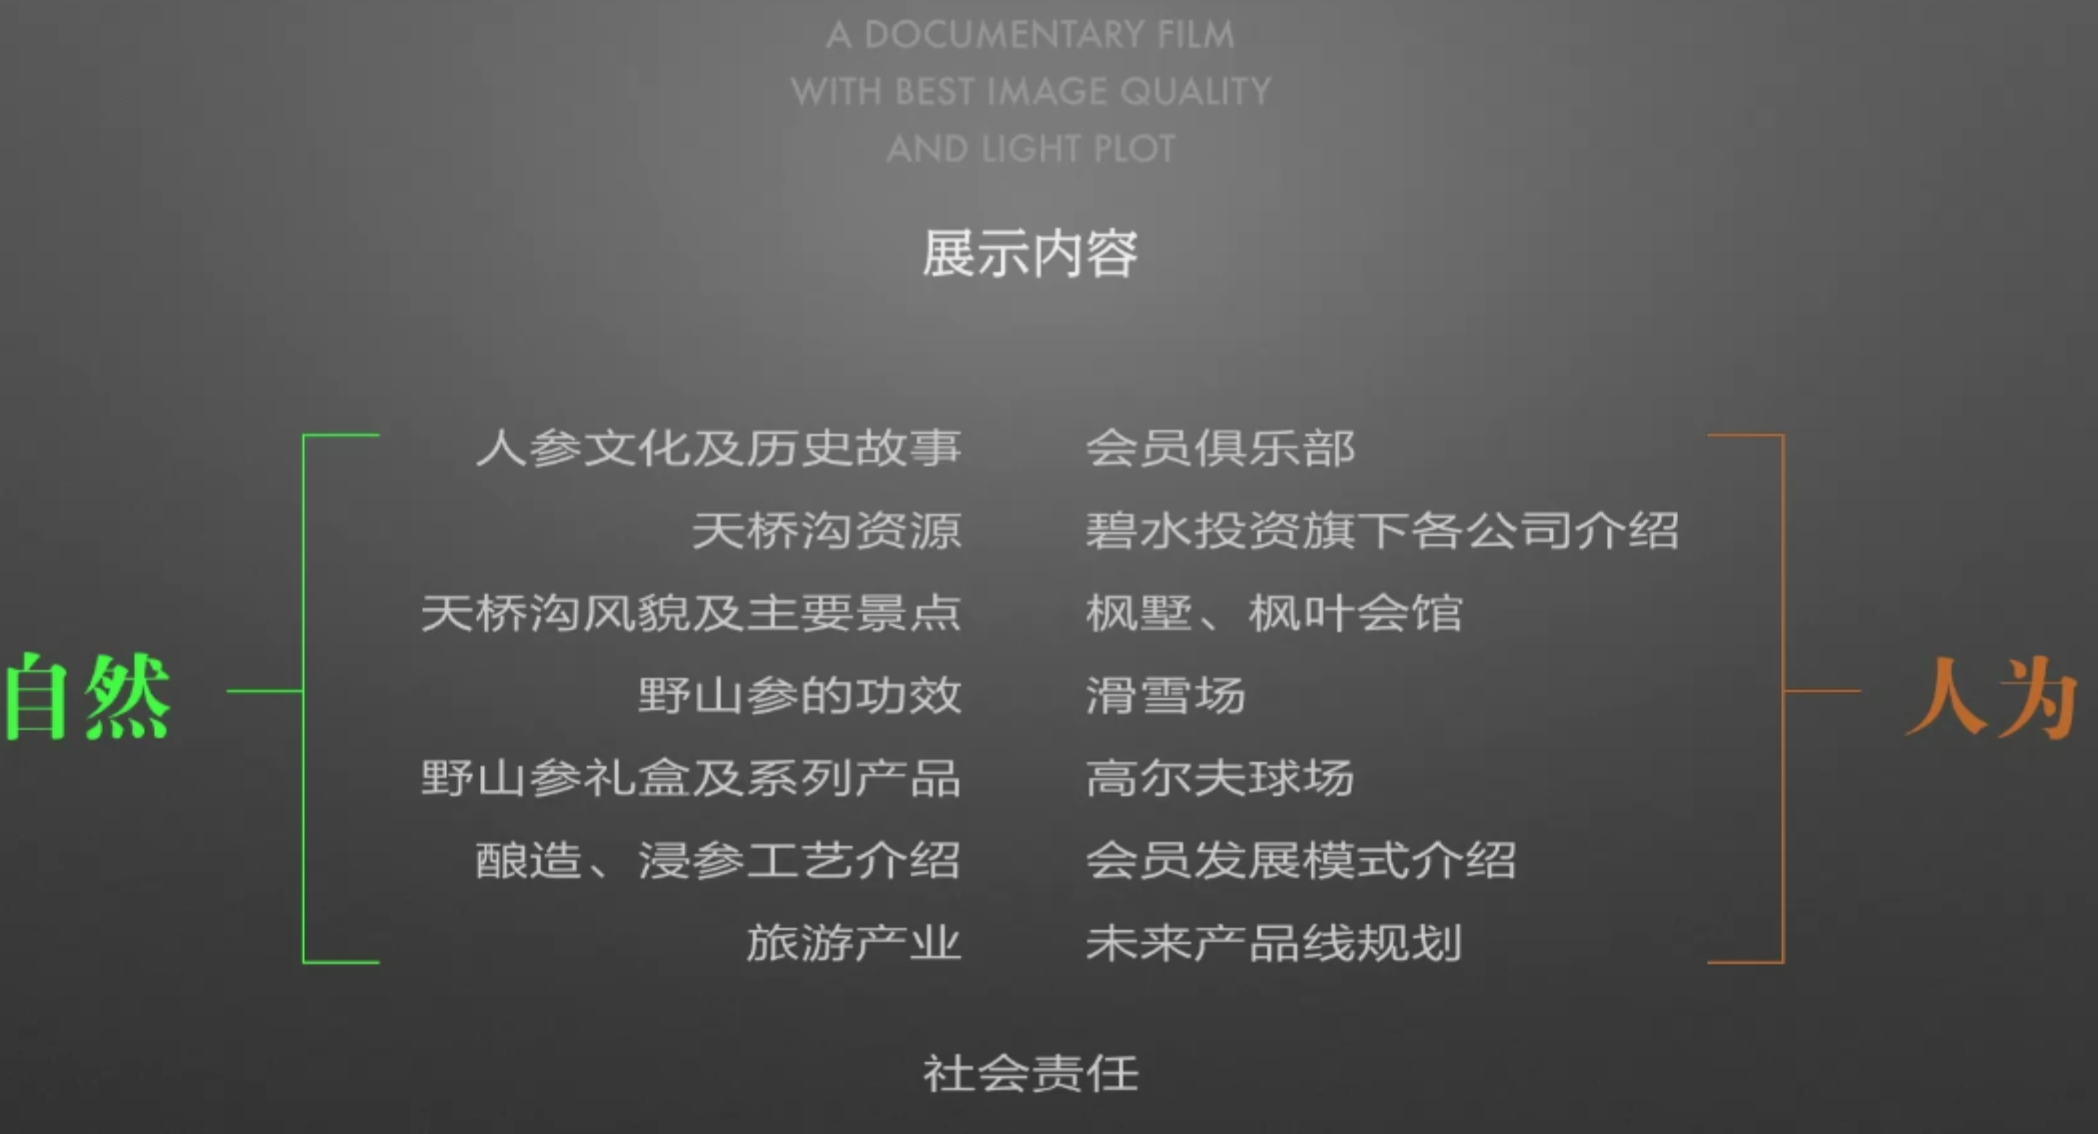 A DOCUMENTARY FILM
WITH BEST IMAGE QUALITY
AND LIGHT PLOT
展示内容
自然
人参文化及历史故事
天桥沟资源
天桥沟风貌及主要景点
野山参的功效
野山参礼盒及系列产品
酿造、浸参工艺介绍
旅游产业
会员俱乐部
碧水投资旗下各公司介绍
枫墅、枫叶会馆
滑雪场
高尔夫球场
会员发展模式介绍
未来产品线规划
人为
社会责任